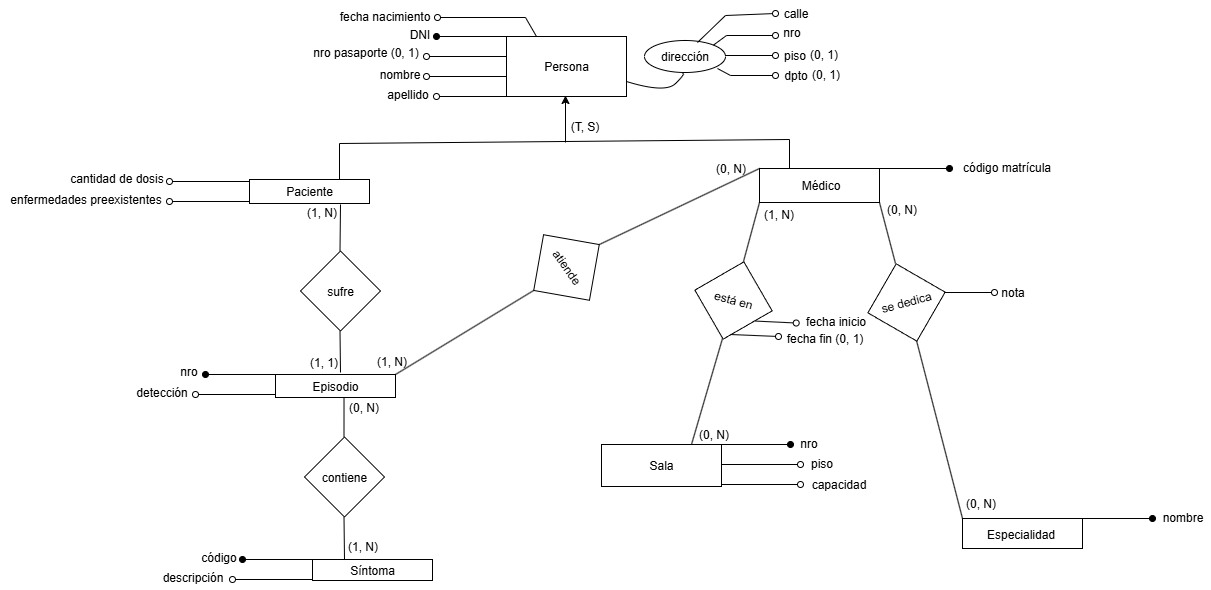 fecha nacimiento
DNI
nro pasaporte (0, 1)
nombre
apellido
Persona
dirección
calle
nro
piso (0, 1)
dpto (0, 1)
(T, S)
cantidad de dosis
enfermedades preexistentes
Paciente
(1, N)
(0, N)
Médico
código matrícula
(1, N)
(0, N)
sufre
atiende
está en
fecha inicio
fecha fin (0, 1)
se dedica
nota
(1, 1)
(1, N)
nro
detección
Episodio
(0, N)
contiene
(0, N)
Sala
nro
piso
capacidad
(0, N)
Especialidad
nombre
(1, N)
código
descripción
Síntoma